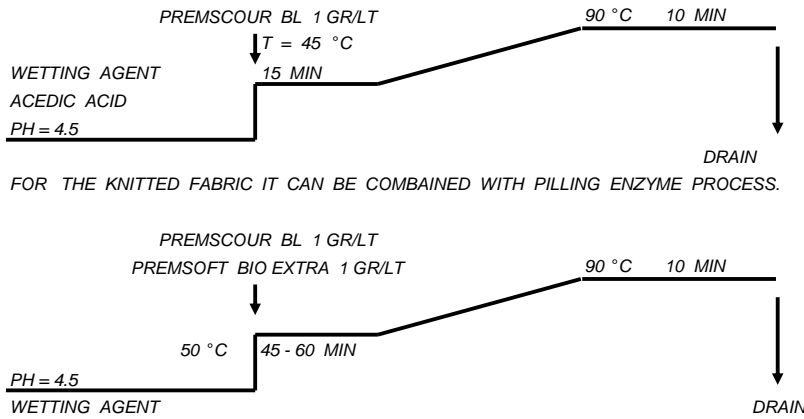 PREMSCOUR BL 1 GR/LT
90 °C 10 MIN
T = 45 °C
WETTING AGENT
15 MIN
ACEDIC ACID
PH = 4.5
DRAIN
FOR THE KNITTED FABRIC IT CAN BE COMBAINED WITH PILLING ENZYME PROCESS.
PREMSCOUR BL 1 GR/LT
PREMSOFT BIO EXTRA 1 GR/LT
90 °C 10 MIN
50 °C 45 - 60 MIN
PH = 4.5
WETTING AGENT
DRAIN